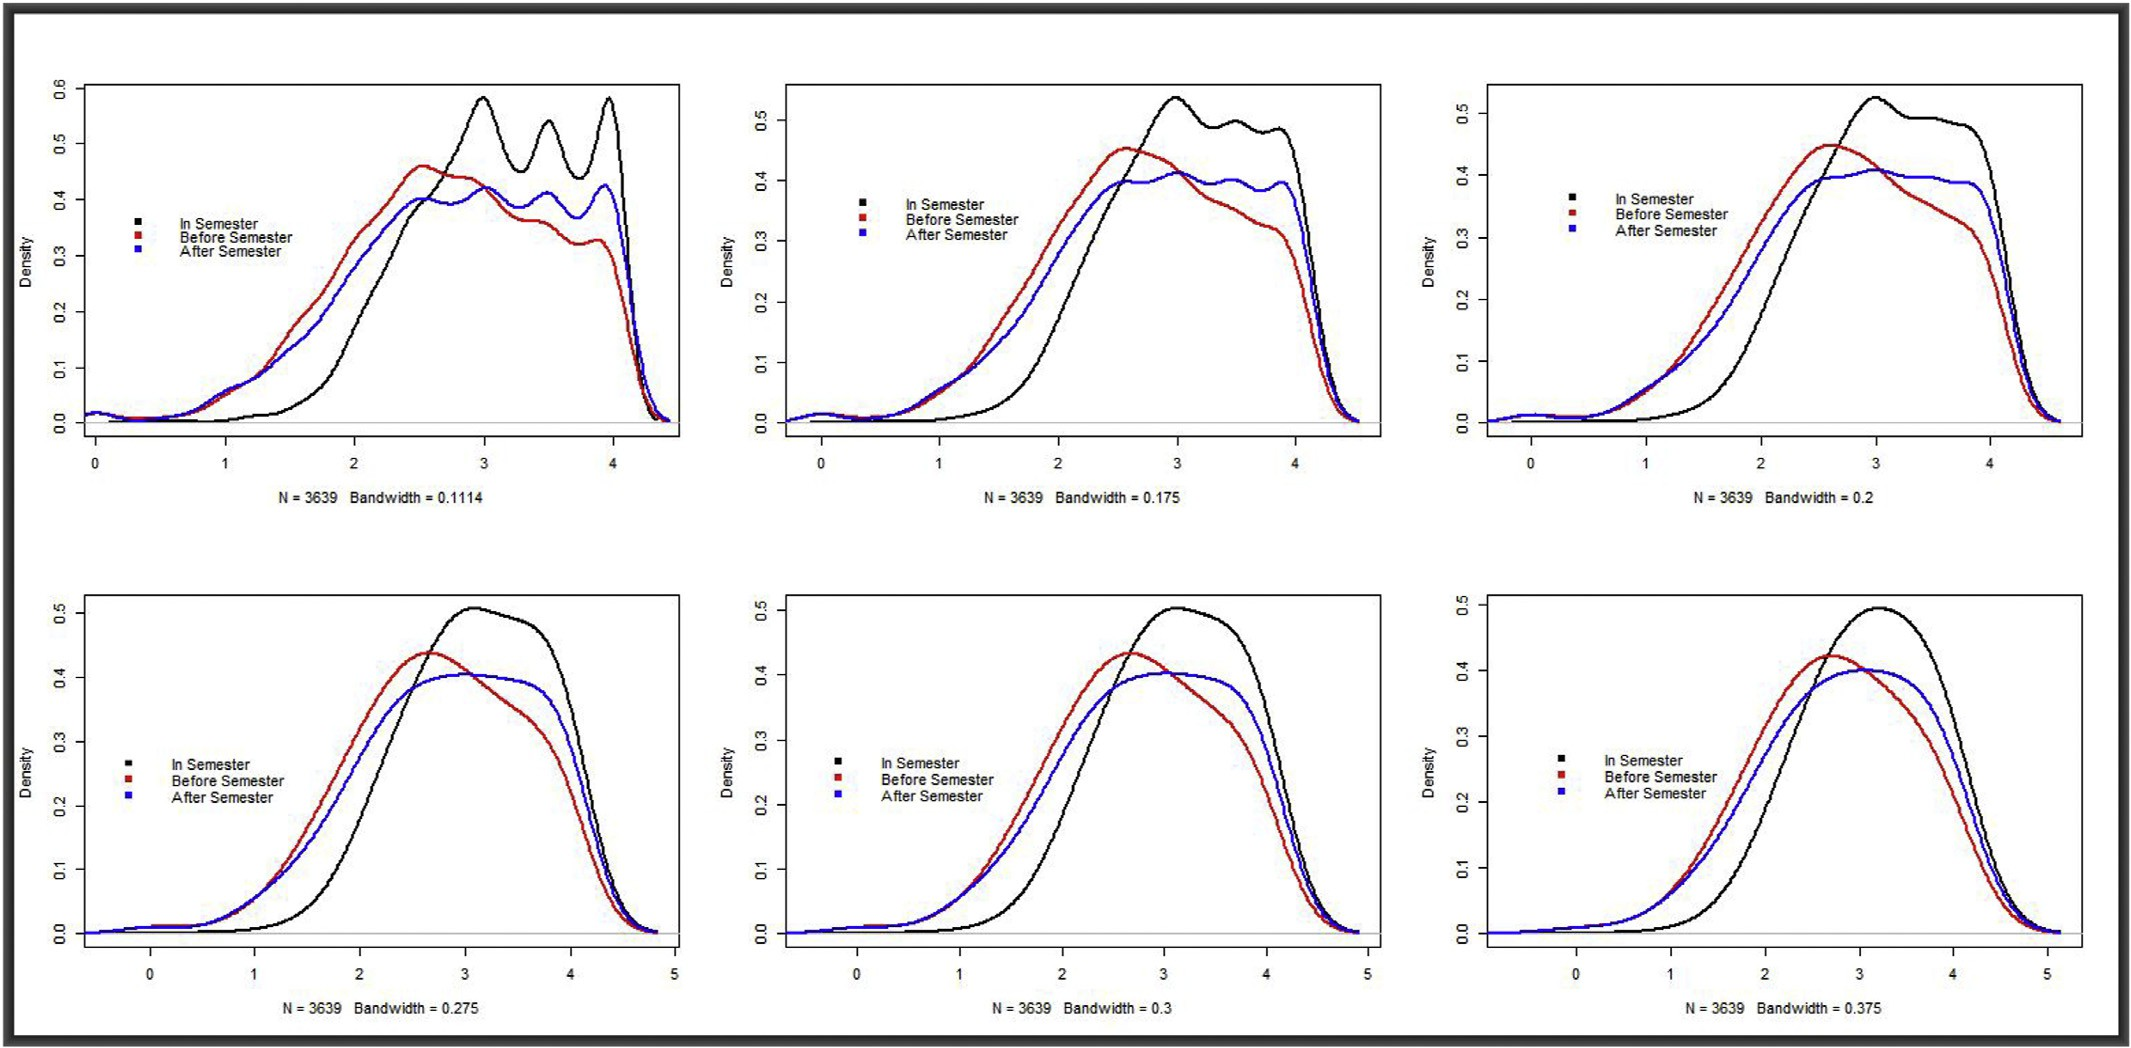 0.6
0.5
0.4
0.3
0.2
0.1
0.0
Density
In Semester
Before Semester
After Semester
0 1 2 3 4
N = 3639 Bandwidth = 0.1114
0.5
0.4
0.3
0.2
0.1
0.0
Density
In Semester
Before Semester
After Semester
0 1 2 3 4
N = 3639 Bandwidth = 0.175
0.5
0.4
0.3
0.2
0.1
0.0
Density
In Semester
Before Semester
After Semester
0 1 2 3 4
N = 3639 Bandwidth = 0.2
0.5
0.4
0.3
0.2
0.1
0.0
Density
In Semester
Before Semester
After Semester
0 1 2 3 4 5
N = 3639 Bandwidth = 0.275
0.5
0.4
0.3
0.2
0.1
0.0
Density
In Semester
Before Semester
After Semester
0 1 2 3 4 5
N = 3639 Bandwidth = 0.3
0.5
0.4
0.3
0.2
0.1
0.0
Density
In Semester
Before Semester
After Semester
0 1 2 3 4 5
N = 3639 Bandwidth = 0.375